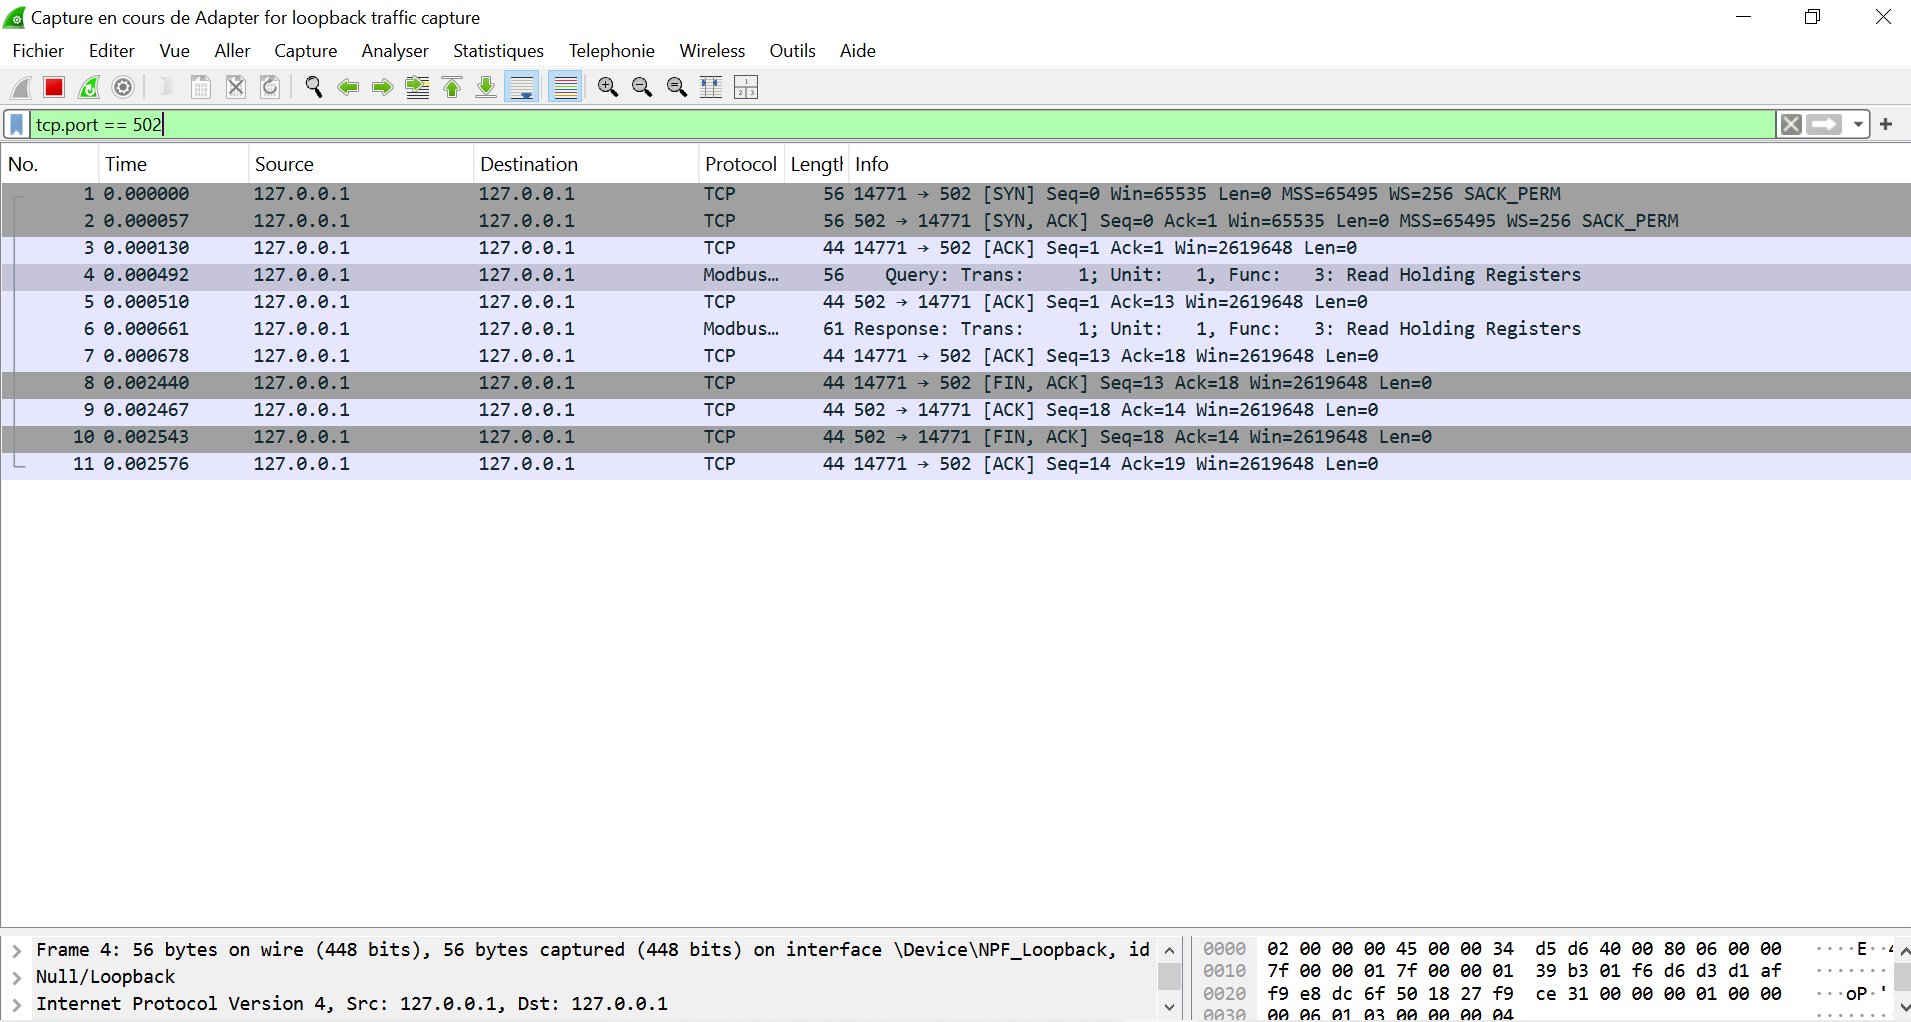 Capture en cours de Adapter for loopback traffic capture
Fichier Editer Vue Aller Capture Analyser Statistiques Telephonie Wireless Outils Aide
tcp.port == 502
No. Time Source Destination Protocol Length Info
1 0.000000 127.0.0.1 127.0.0.1 TCP 56 14771 → 502 [SYN] Seq=0 Win=65535 Len=0 MSS=65495 WS=256 SACK_PERM
2 0.000057 127.0.0.1 127.0.0.1 TCP 56 502 → 14771 [SYN, ACK] Seq=0 Ack=1 Win=65535 Len=0 MSS=65495 WS=256 SACK_PERM
3 0.000130 127.0.0.1 127.0.0.1 TCP 44 14771 → 502 [ACK] Seq=1 Ack=1 Win=2619648 Len=0
4 0.000492 127.0.0.1 127.0.0.1 Modbus… 56 Query: Trans: 1; Unit: 1, Func: 3: Read Holding Registers
5 0.000510 127.0.0.1 127.0.0.1 TCP 44 502 → 14771 [ACK] Seq=1 Ack=13 Win=2619648 Len=0
6 0.000661 127.0.0.1 127.0.0.1 Modbus… 61 Response: Trans: 1; Unit: 1, Func: 3: Read Holding Registers
7 0.000678 127.0.0.1 127.0.0.1 TCP 44 14771 → 502 [ACK] Seq=13 Ack=18 Win=2619648 Len=0
8 0.002440 127.0.0.1 127.0.0.1 TCP 44 14771 → 502 [FIN, ACK] Seq=13 Ack=18 Win=2619648 Len=0
9 0.002467 127.0.0.1 127.0.0.1 TCP 44 502 → 14771 [ACK] Seq=18 Ack=14 Win=2619648 Len=0
10 0.002543 127.0.0.1 127.0.0.1 TCP 44 502 → 14771 [FIN, ACK] Seq=18 Ack=14 Win=2619648 Len=0
11 0.002576 127.0.0.1 127.0.0.1 TCP 44 14771 → 502 [ACK] Seq=14 Ack=19 Win=2619648 Len=0
Frame 4: 56 bytes on wire (448 bits), 56 bytes captured (448 bits) on interface \Device\NPF_Loopback, id
Null/Loopback
Internet Protocol Version 4, Src: 127.0.0.1, Dst: 127.0.0.1
0000 02 00 00 00 45 00 00 34 d5 d6 40 00 80 06 00 00 ····E··4
0010 7f 00 00 01 7f 00 00 01 39 b3 01 f6 d6 d3 d1 af ·······
0020 f9 e8 dc 6f 50 18 27 f9 ce 31 00 00 00 01 00 00 ···oP·'
0030 00 06 01 03 00 00 00 04 ·······